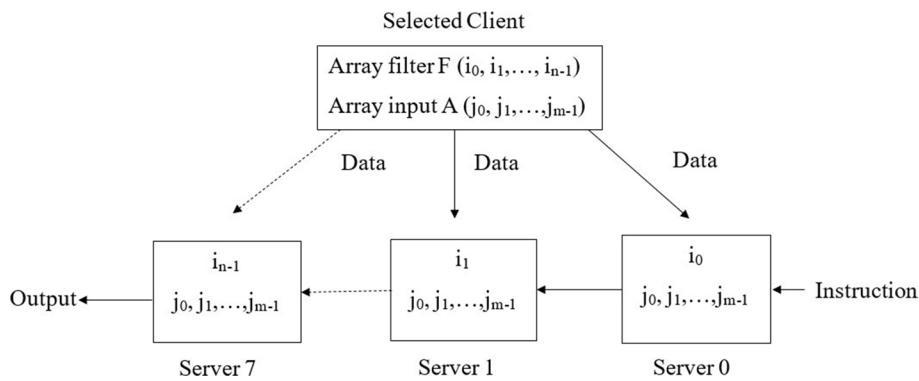 Selected Client
Array filter F (i₀, i₁,…, iₙ₋₁)
Array input A (j₀, j₁,…,jₘ₋₁)
Data Data Data
iₙ₋₁ i₁ i₀
Output j₀, j₁,…,jₘ₋₁ j₀, j₁,…,jₘ₋₁ j₀, j₁,…,jₘ₋₁ Instruction
Server 7 Server 1 Server 0